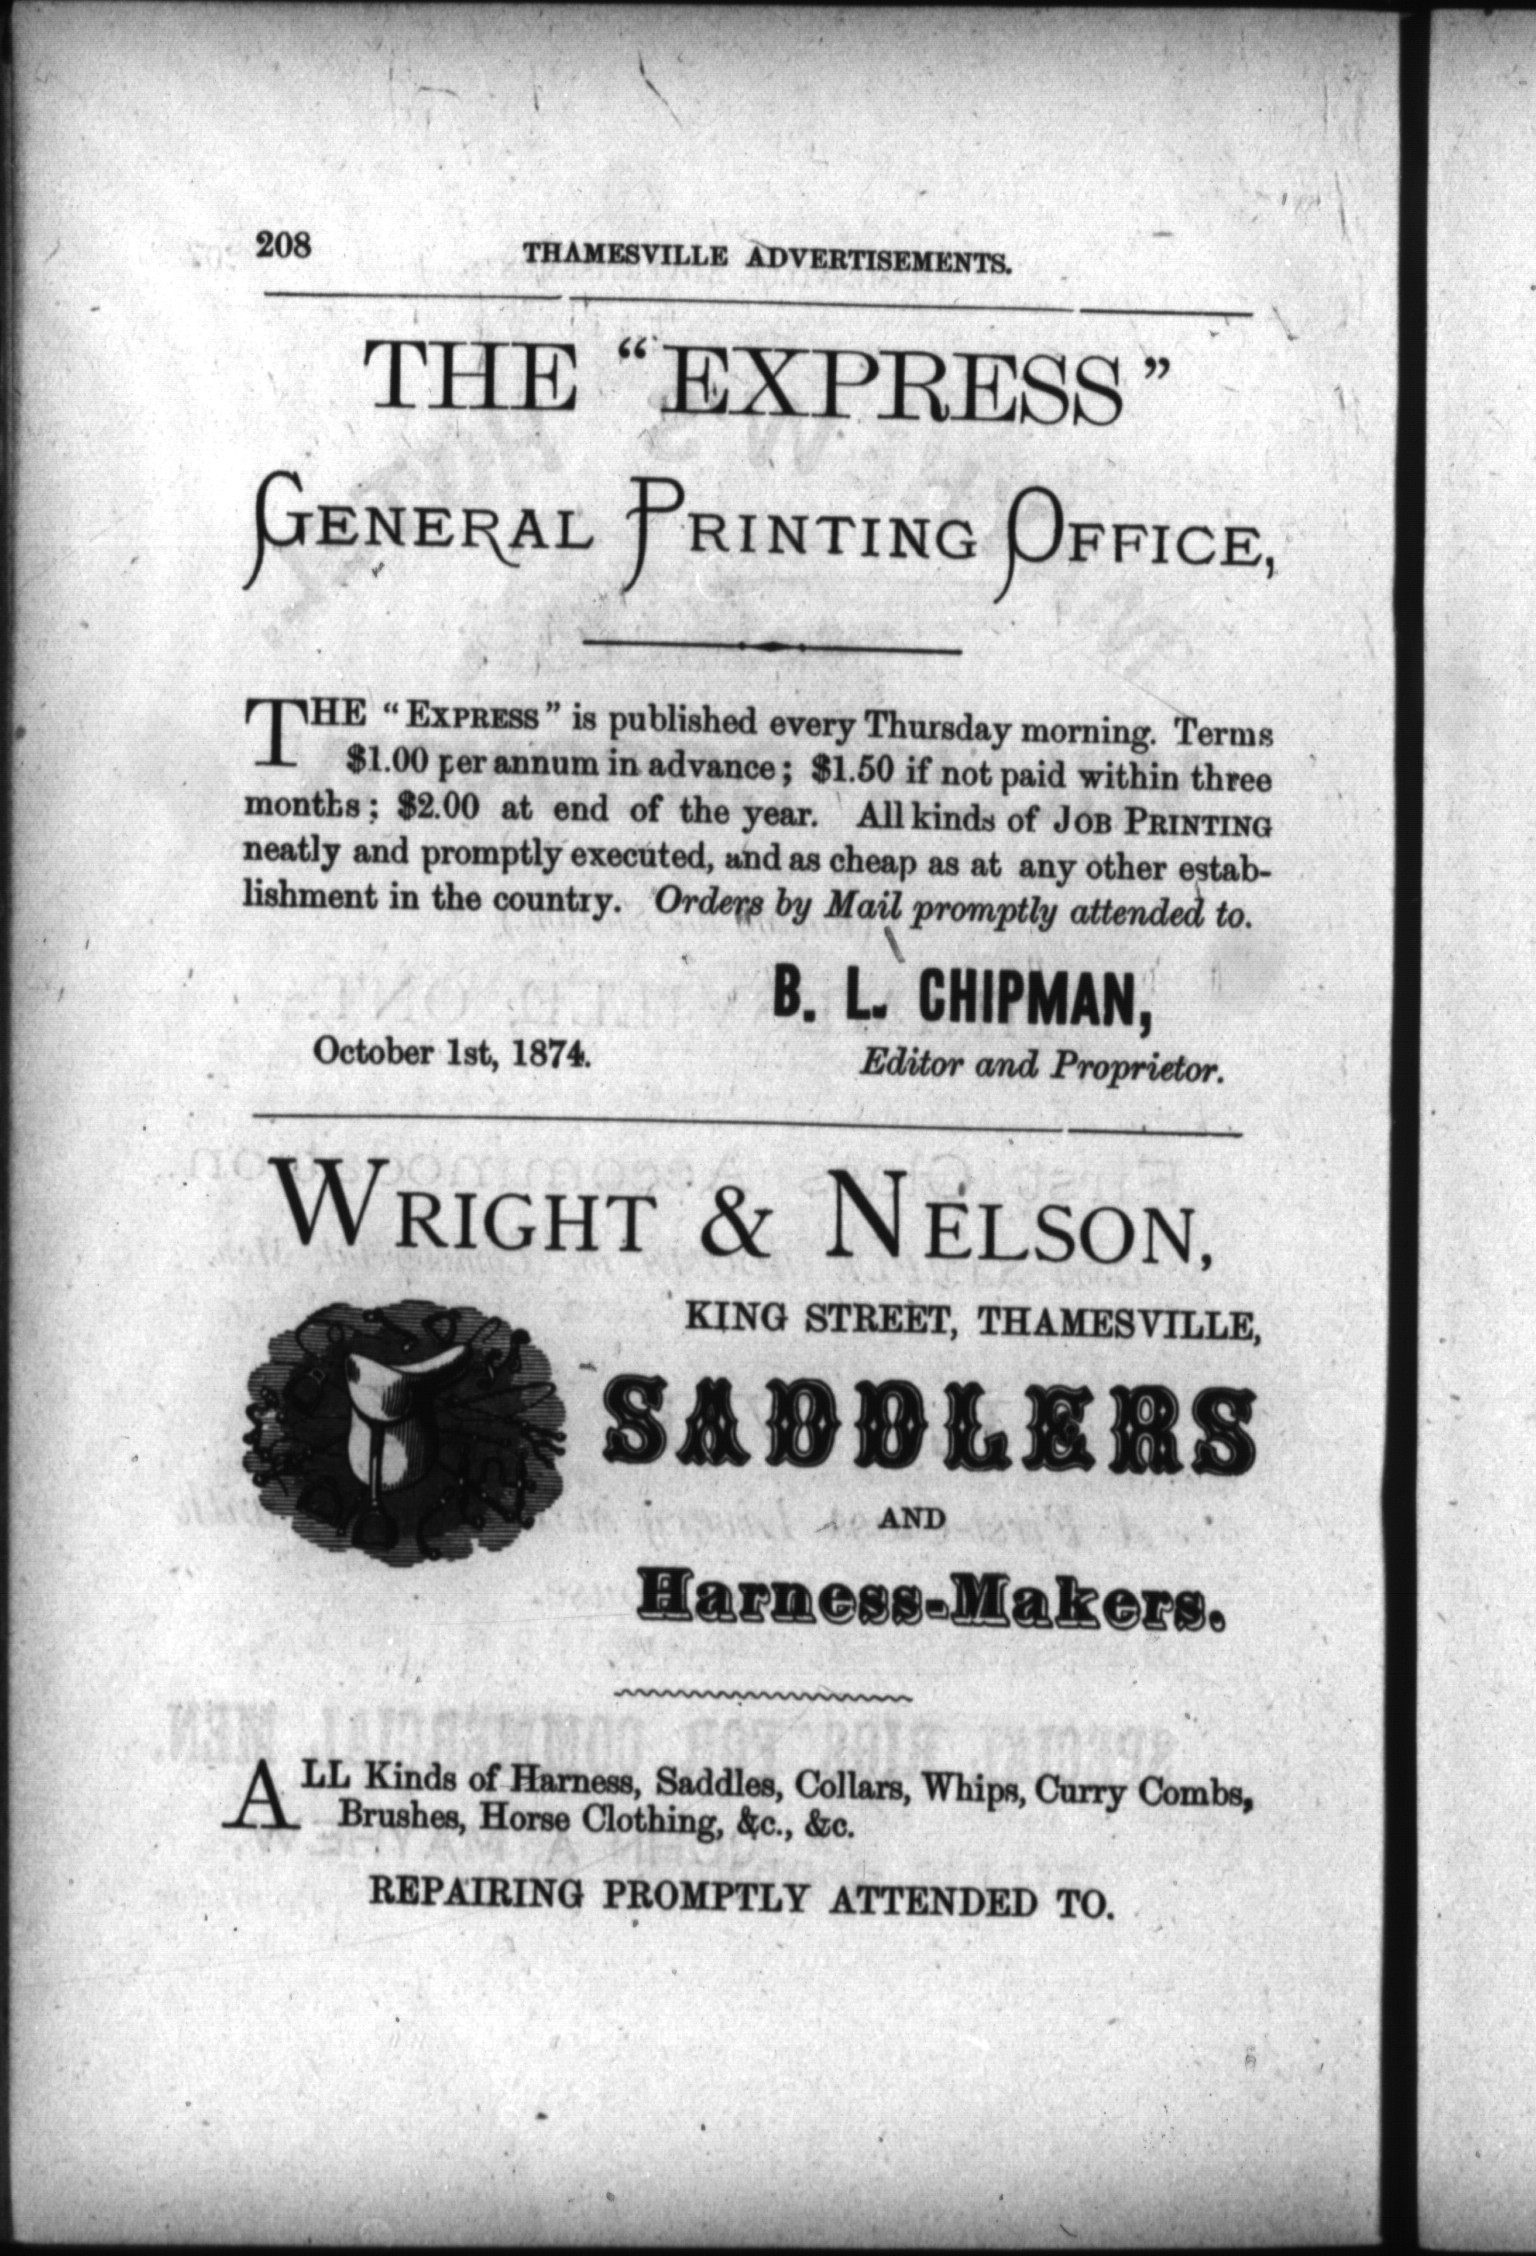 208
THAMESVILLE ADVERTISEMENTS.
THE "EXPRESS"
GENERAL PRINTING OFFICE,
THE "EXPRESS" is published every Thursday morning. Terms
$1.00 per annum in advance; $1.50 if not paid within three
months; $2.00 at end of the year. All kinds of JOB PRINTING
neatly and promptly executed, and as cheap as at any other estab-
lishment in the country. Orders by Mail promptly attended to.
B. L. CHIPMAN,
October 1st, 1874. Editor and Proprietor.
WRIGHT & NELSON,
KING STREET, THAMESVILLE,
SADDLERS
AND
Harness-Makers.
ALL Kinds of Harness, Saddles, Collars, Whips, Curry Combs,
Brushes, Horse Clothing, &c., &c.
REPAIRING PROMPTLY ATTENDED TO.